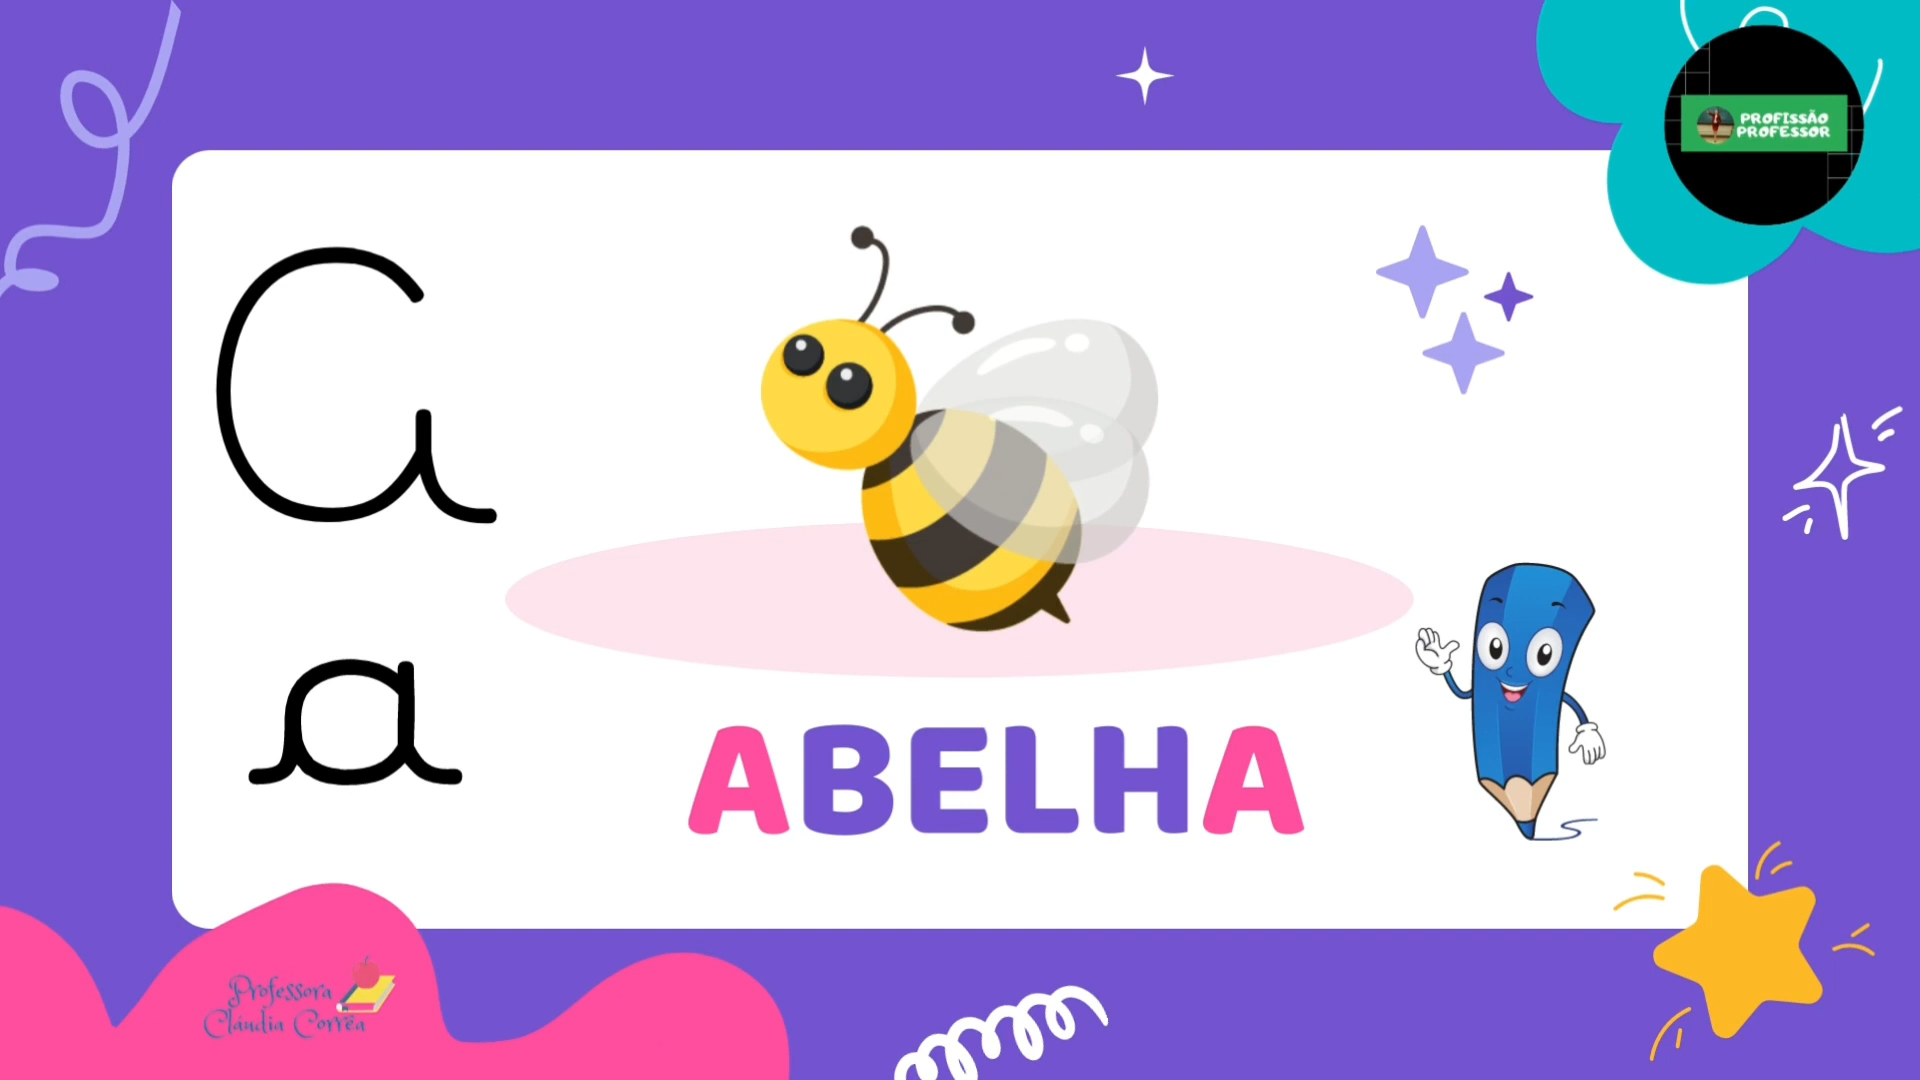 PROFISSÃO
PROFESSOR
A
a
ABELHA
Professora
Cláudia Corrêa